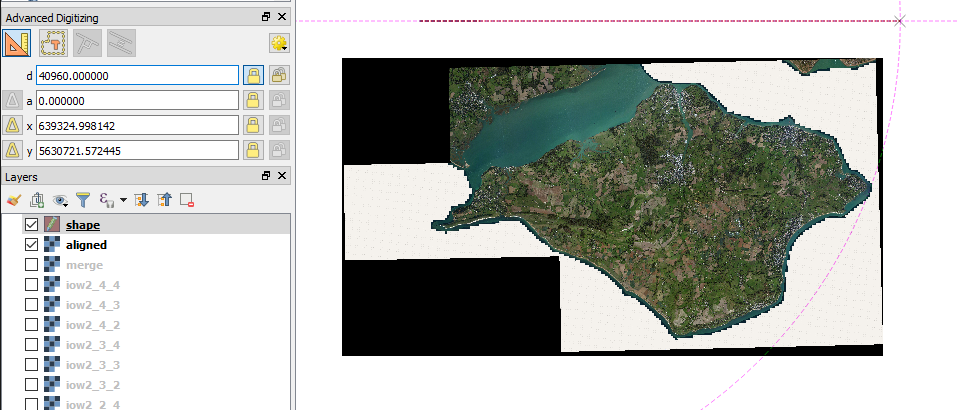 Advanced Digitizing
d 40960.000000
a 0.000000
x 639324.998142
y 5630721.572445
Layers
shape
aligned
merge
iow2_4_4
iow2_4_3
iow2_4_2
iow2_3_4
iow2_3_3
iow2_3_2
iow2_2_4